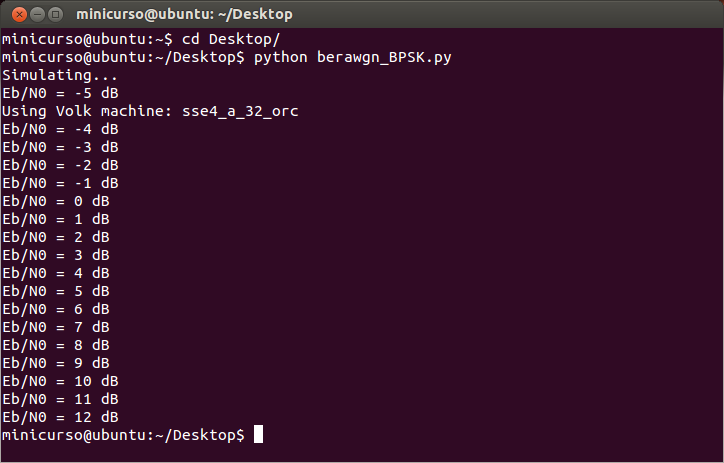 minicurso@ubuntu: ~/Desktop
minicurso@ubuntu:~$ cd Desktop/
minicurso@ubuntu:~/Desktop$ python berawgn_BPSK.py
Simulating...
Eb/N0 = -5 dB
Using Volk machine: sse4_a_32_orc
Eb/N0 = -4 dB
Eb/N0 = -3 dB
Eb/N0 = -2 dB
Eb/N0 = -1 dB
Eb/N0 = 0 dB
Eb/N0 = 1 dB
Eb/N0 = 2 dB
Eb/N0 = 3 dB
Eb/N0 = 4 dB
Eb/N0 = 5 dB
Eb/N0 = 6 dB
Eb/N0 = 7 dB
Eb/N0 = 8 dB
Eb/N0 = 9 dB
Eb/N0 = 10 dB
Eb/N0 = 11 dB
Eb/N0 = 12 dB
minicurso@ubuntu:~/Desktop$